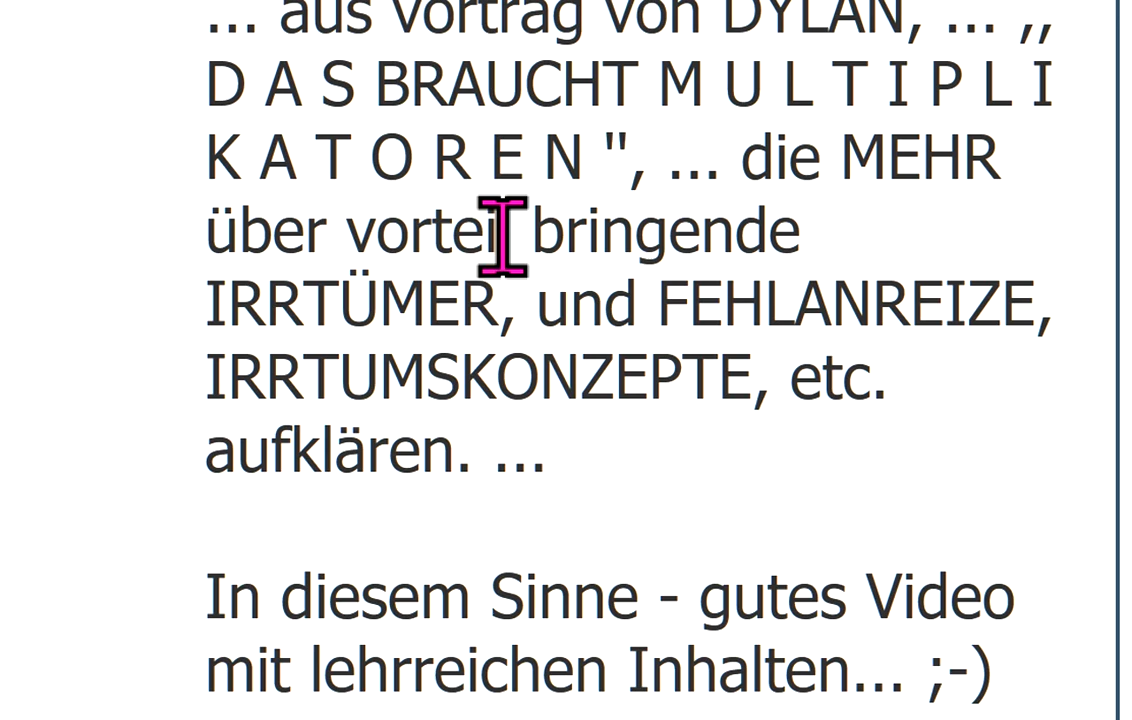 ... aus vortrag von DYLAN, ... ,,
D A S BRAUCHT M U L T I P L I
K A T O R E N ", ... die MEHR
über vorteil bringende
IRRTÜMER, und FEHLANREIZE,
IRRTUMSKONZEPTE, etc.
aufklären. ...
In diesem Sinne - gutes Video
mit lehrreichen Inhalten... ;-)